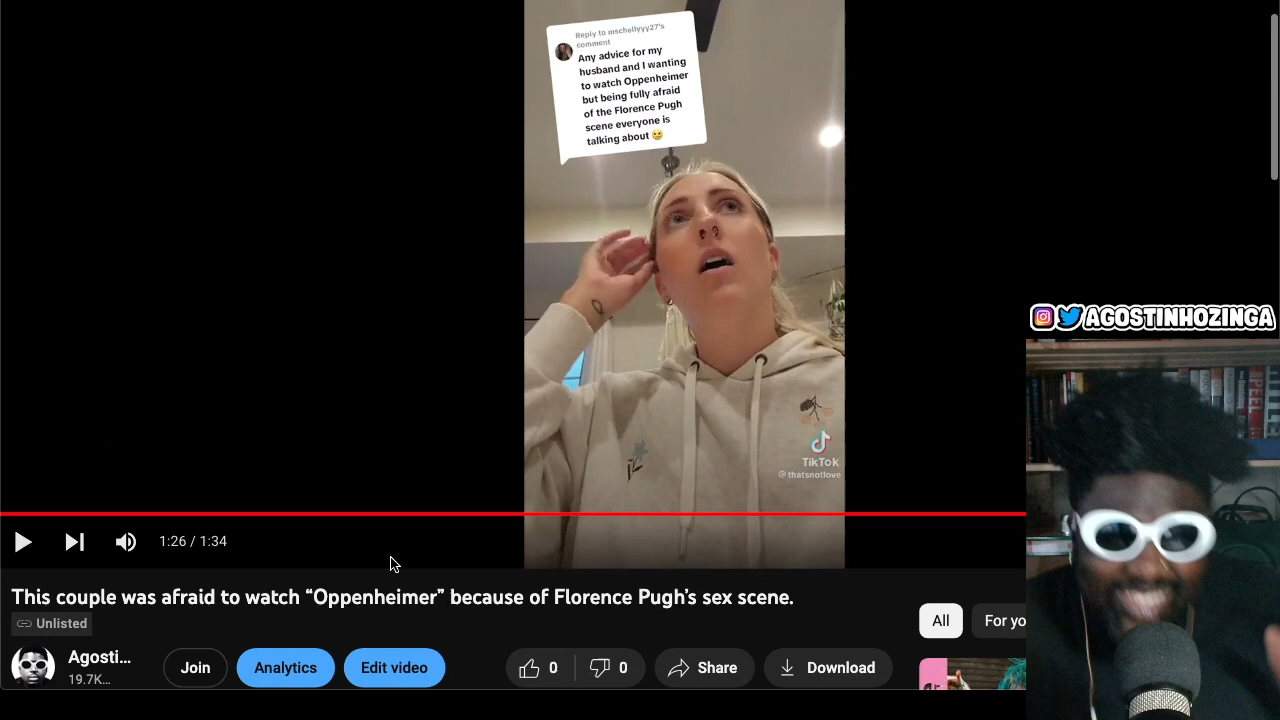 Reply to mschellyyy27's
comment
Any advice for my
husband and I wanting
to watch Oppenheimer
but being fully afraid
of the Florence Pugh
scene everyone is
talking about
TikTok
@thatsnotlove
AGOSTINHOZINGA
1:26 / 1:34
This couple was afraid to watch “Oppenheimer” because of Florence Pugh’s sex scene.
Unlisted
Agosti...
19.7K...
Join
Analytics
Edit video
0
0
Share
Download
All
For yo